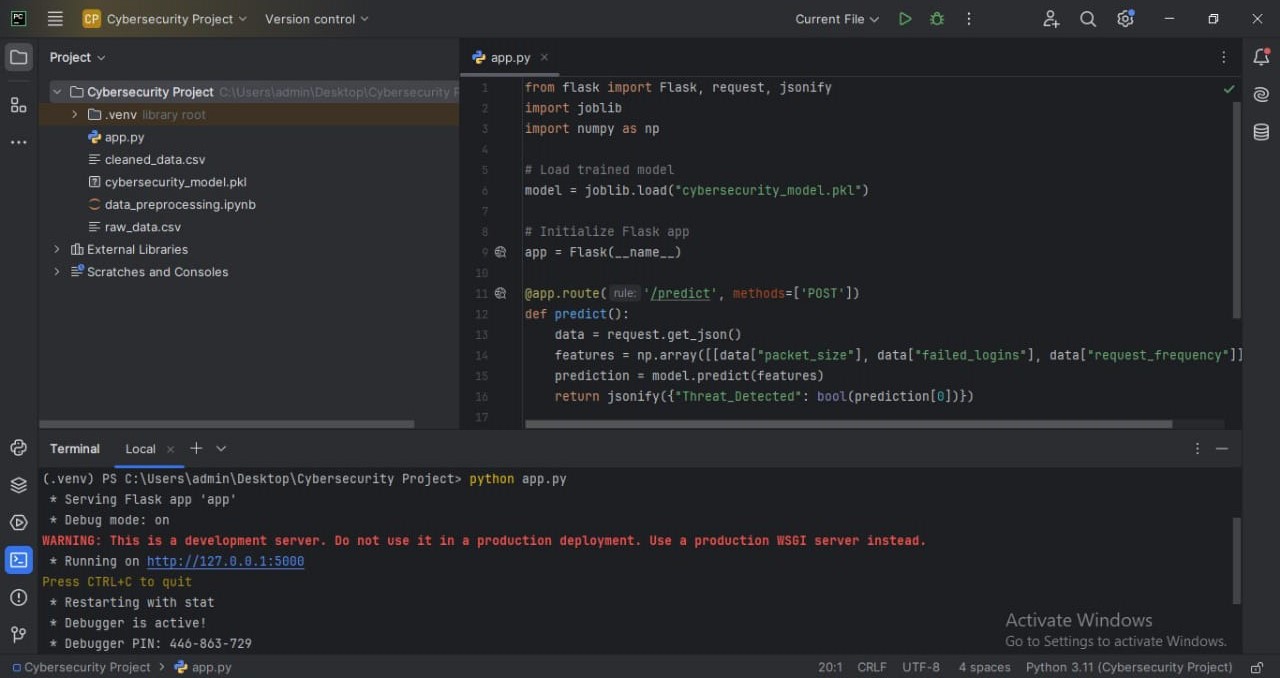 PC
CP Cybersecurity Project Version control Current File
Project
Cybersecurity Project C:\Users\admin\Desktop\Cybersecurity P
.venv library root
app.py
cleaned_data.csv
cybersecurity_model.pkl
data_preprocessing.ipynb
raw_data.csv
External Libraries
Scratches and Consoles
app.py
1 from flask import Flask, request, jsonify
2 import joblib
3 import numpy as np
4
5 # Load trained model
6 model = joblib.load("cybersecurity_model.pkl")
7
8 # Initialize Flask app
9 app = Flask(__name__)
10
11 @app.route( rule: '/predict', methods=['POST'])
12 def predict():
13     data = request.get_json()
14     features = np.array([[data["packet_size"], data["failed_logins"], data["request_frequency"]]
15     prediction = model.predict(features)
16     return jsonify({"Threat_Detected": bool(prediction[0])})
17
Terminal Local
(.venv) PS C:\Users\admin\Desktop\Cybersecurity Project> python app.py
 * Serving Flask app 'app'
 * Debug mode: on
WARNING: This is a development server. Do not use it in a production deployment. Use a production WSGI server instead.
 * Running on http://127.0.0.1:5000
Press CTRL+C to quit
 * Restarting with stat
 * Debugger is active!
 * Debugger PIN: 446-863-729
Activate Windows
Go to Settings to activate Windows.
Cybersecurity Project > app.py 20:1 CRLF UTF-8 4 spaces Python 3.11 (Cybersecurity Project)